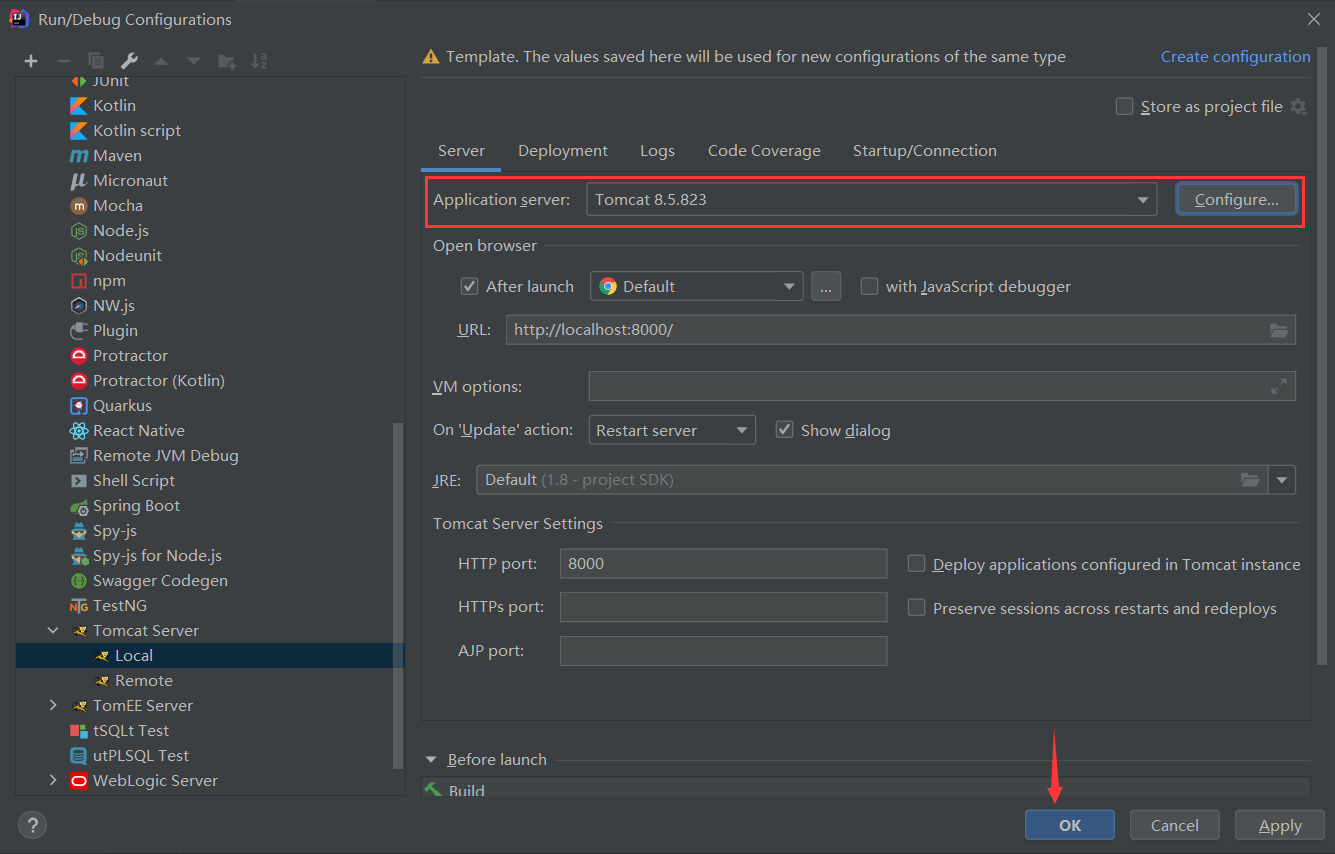 Run/Debug Configurations
Template. The values saved here will be used for new configurations of the same type
Create configuration
JUnit
Kotlin
Kotlin script
Maven
Micronaut
Mocha
Node.js
Nodeunit
npm
NW.js
Plugin
Protractor
Protractor (Kotlin)
Quarkus
React Native
Remote JVM Debug
Shell Script
Spring Boot
Spy-js
Spy-js for Node.js
Swagger Codegen
TestNG
Tomcat Server
Local
Remote
TomEE Server
tSQLt Test
utPLSQL Test
WebLogic Server
Store as project file
Server Deployment Logs Code Coverage Startup/Connection
Application server: Tomcat 8.5.823 Configure...
Open browser
After launch Default ... with JavaScript debugger
URL: http://localhost:8000/
VM options:
On 'Update' action: Restart server Show dialog
JRE: Default (1.8 - project SDK)
Tomcat Server Settings
HTTP port: 8000 Deploy applications configured in Tomcat instance
HTTPs port: Preserve sessions across restarts and redeploys
AJP port:
Before launch
Build
? OK Cancel Apply